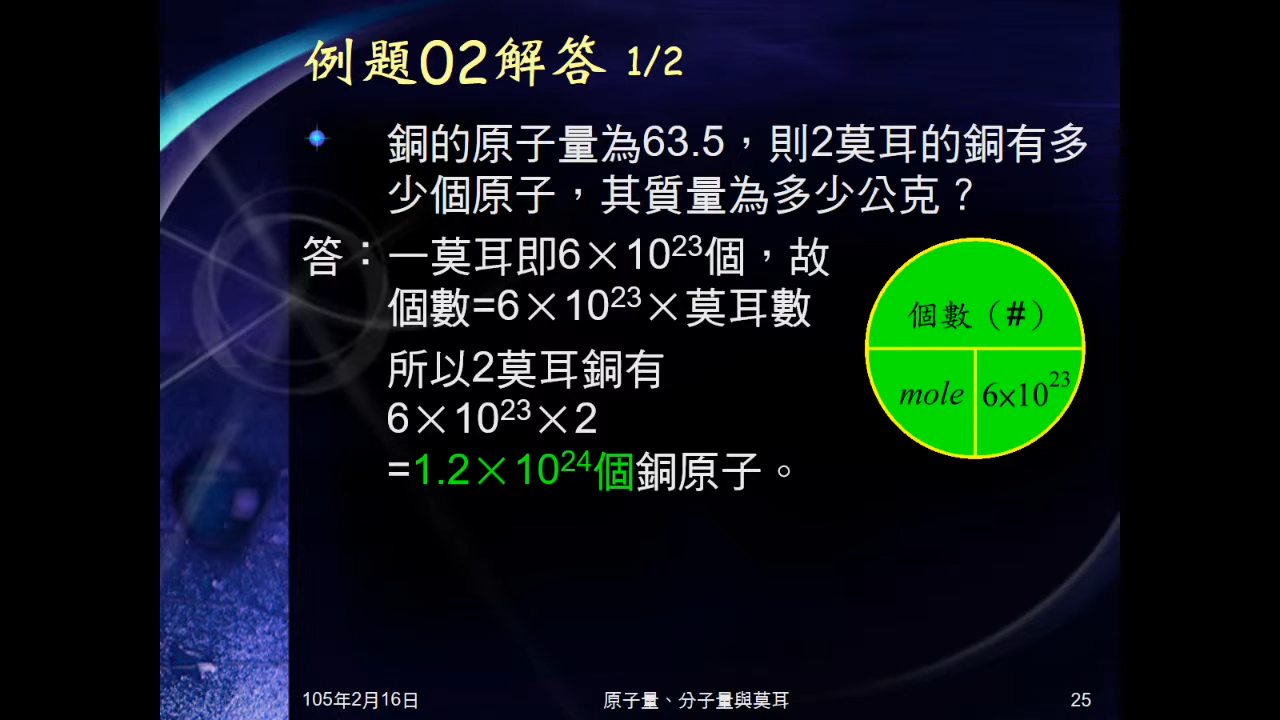 例題02解答 1/2
銅的原子量為63.5，則2莫耳的銅有多
少個原子，其質量為多少公克？
答：一莫耳即6×10²³個，故
個數=6×10²³×莫耳數
所以2莫耳銅有
6×10²³×2
=1.2×10²⁴個銅原子。
個數（#）
mole 6×10²³
105年2月16日 原子量、分子量與莫耳 25